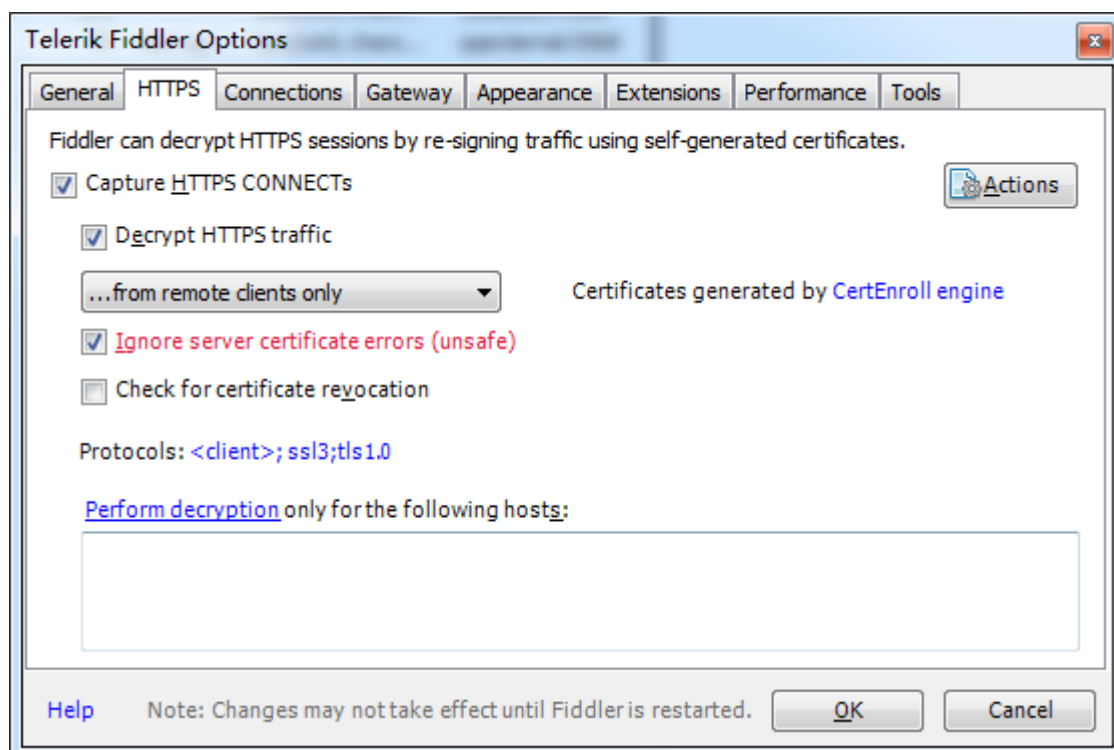 Telerik Fiddler Options
General HTTPS Connections Gateway Appearance Extensions Performance Tools
Fiddler can decrypt HTTPS sessions by re-signing traffic using self-generated certificates.
Capture HTTPS CONNECTs
Actions
Decrypt HTTPS traffic
...from remote clients only
Certificates generated by CertEnroll engine
Ignore server certificate errors (unsafe)
Check for certificate revocation
Protocols: <client>; ssl3;tls1.0
Perform decryption only for the following hosts:
Help
Note: Changes may not take effect until Fiddler is restarted.
OK
Cancel